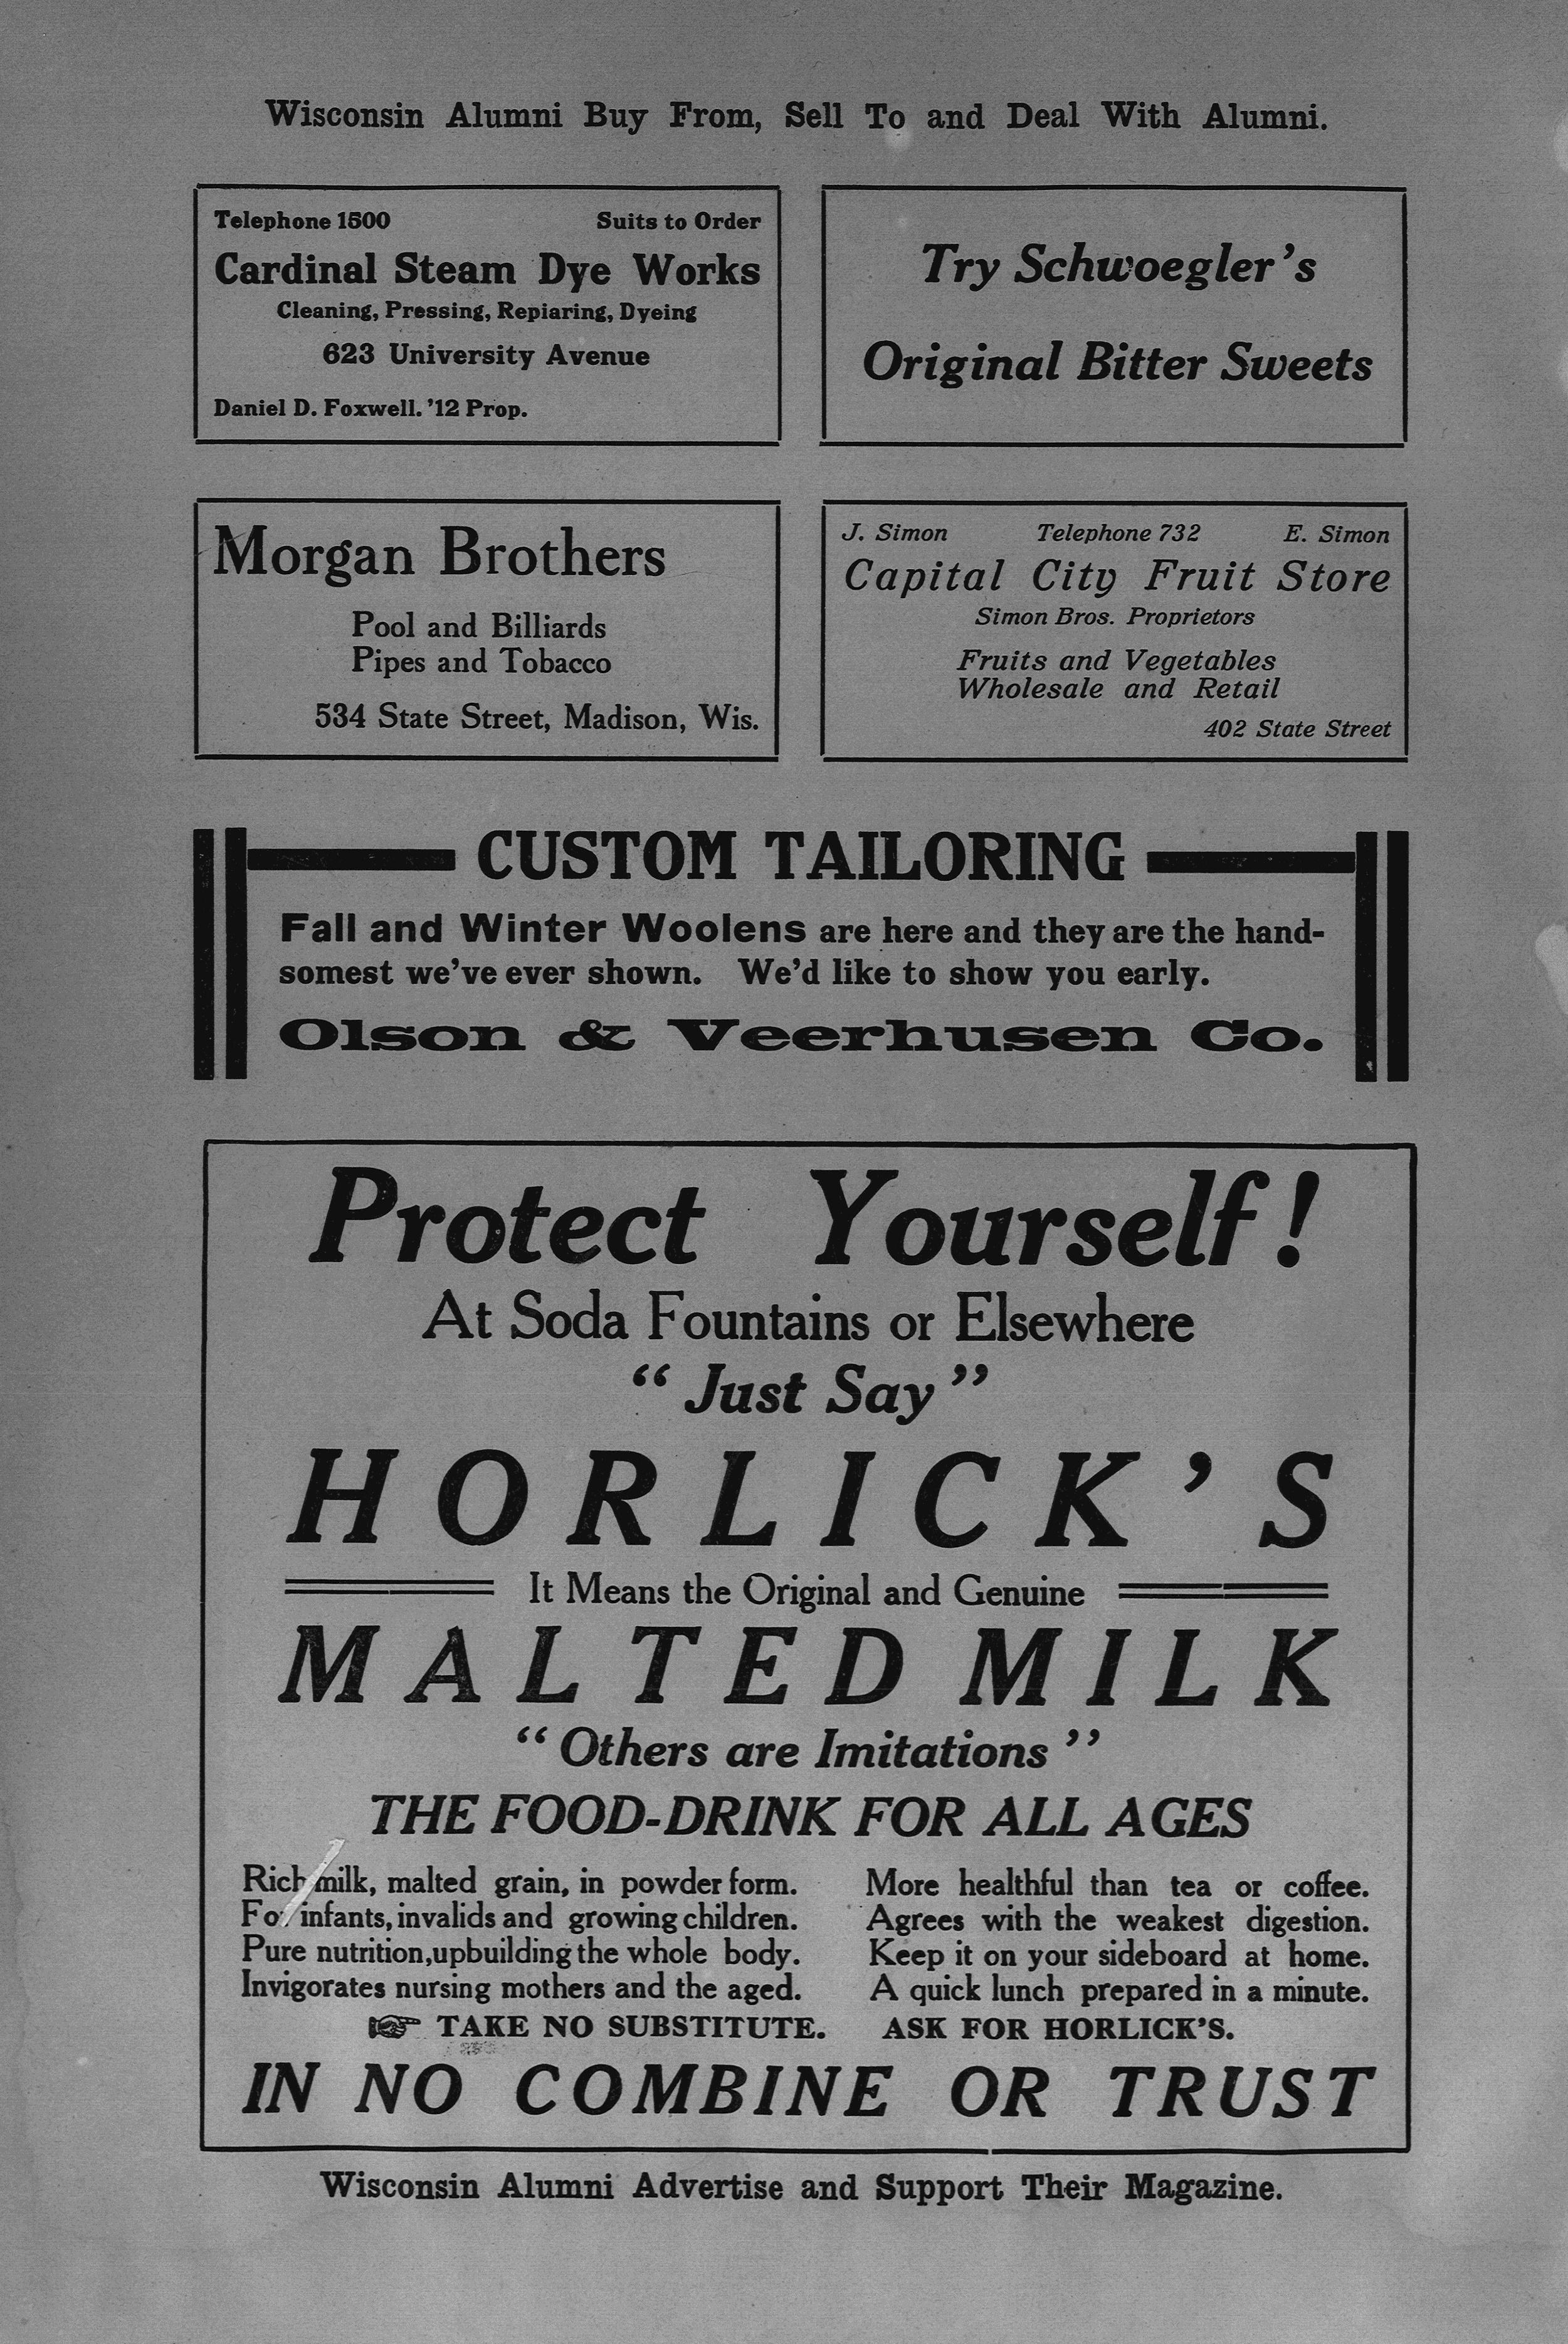 Wisconsin Alumni Buy From, Sell To and Deal With Alumni.
Telephone 1500 Suits to Order
Cardinal Steam Dye Works
Cleaning, Pressing, Repiaring, Dyeing
623 University Avenue
Daniel D. Foxwell. '12 Prop.
Try Schwoegler's
Original Bitter Sweets
Morgan Brothers
Pool and Billiards
Pipes and Tobacco
534 State Street, Madison, Wis.
J. Simon Telephone 732 E. Simon
Capital City Fruit Store
Simon Bros. Proprietors
Fruits and Vegetables
Wholesale and Retail
402 State Street
CUSTOM TAILORING
Fall and Winter Woolens are here and they are the hand-
somest we've ever shown. We'd like to show you early.
Olson & Veerhusen Co.
Protect Yourself!
At Soda Fountains or Elsewhere
"Just Say"
HORLICK'S
It Means the Original and Genuine
MALTED MILK
"Others are Imitations"
THE FOOD-DRINK FOR ALL AGES
Rich milk, malted grain, in powder form.
For infants, invalids and growing children.
Pure nutrition, upbuilding the whole body.
Invigorates nursing mothers and the aged.
More healthful than tea or coffee.
Agrees with the weakest digestion.
Keep it on your sideboard at home.
A quick lunch prepared in a minute.
☞ TAKE NO SUBSTITUTE. ASK FOR HORLICK'S.
IN NO COMBINE OR TRUST
Wisconsin Alumni Advertise and Support Their Magazine.